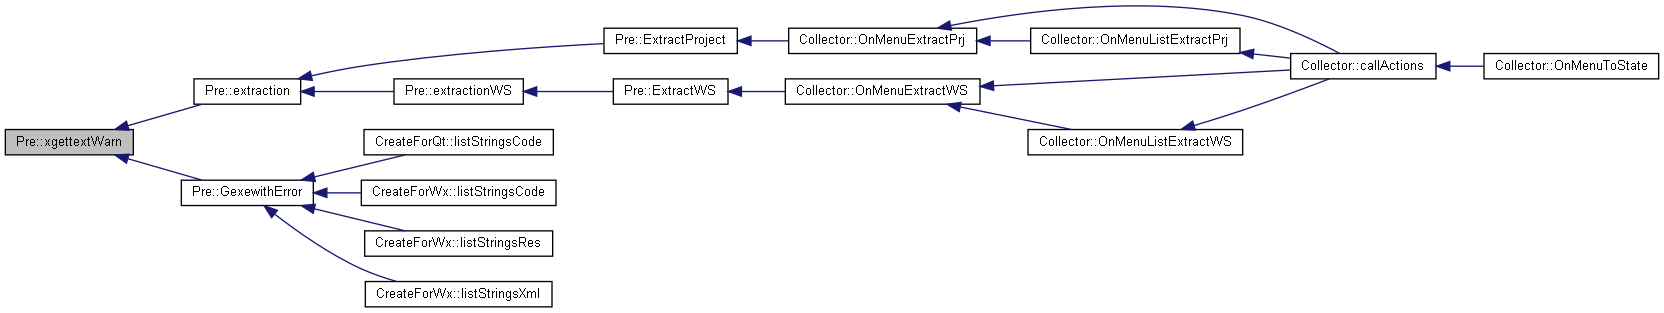 Pre::ExtractProject
Collector::OnMenuExtractPrj
Collector::OnMenuListExtractPrj
Collector::callActions
Collector::OnMenuToState
Pre::extraction
Pre::extractionWS
Pre::ExtractWS
Collector::OnMenuExtractWS
Pre::xgettextWarn
CreateForQt::listStringsCode
Collector::OnMenuListExtractWS
Pre::GexewithError
CreateForWx::listStringsCode
CreateForWx::listStringsRes
CreateForWx::listStringsXml